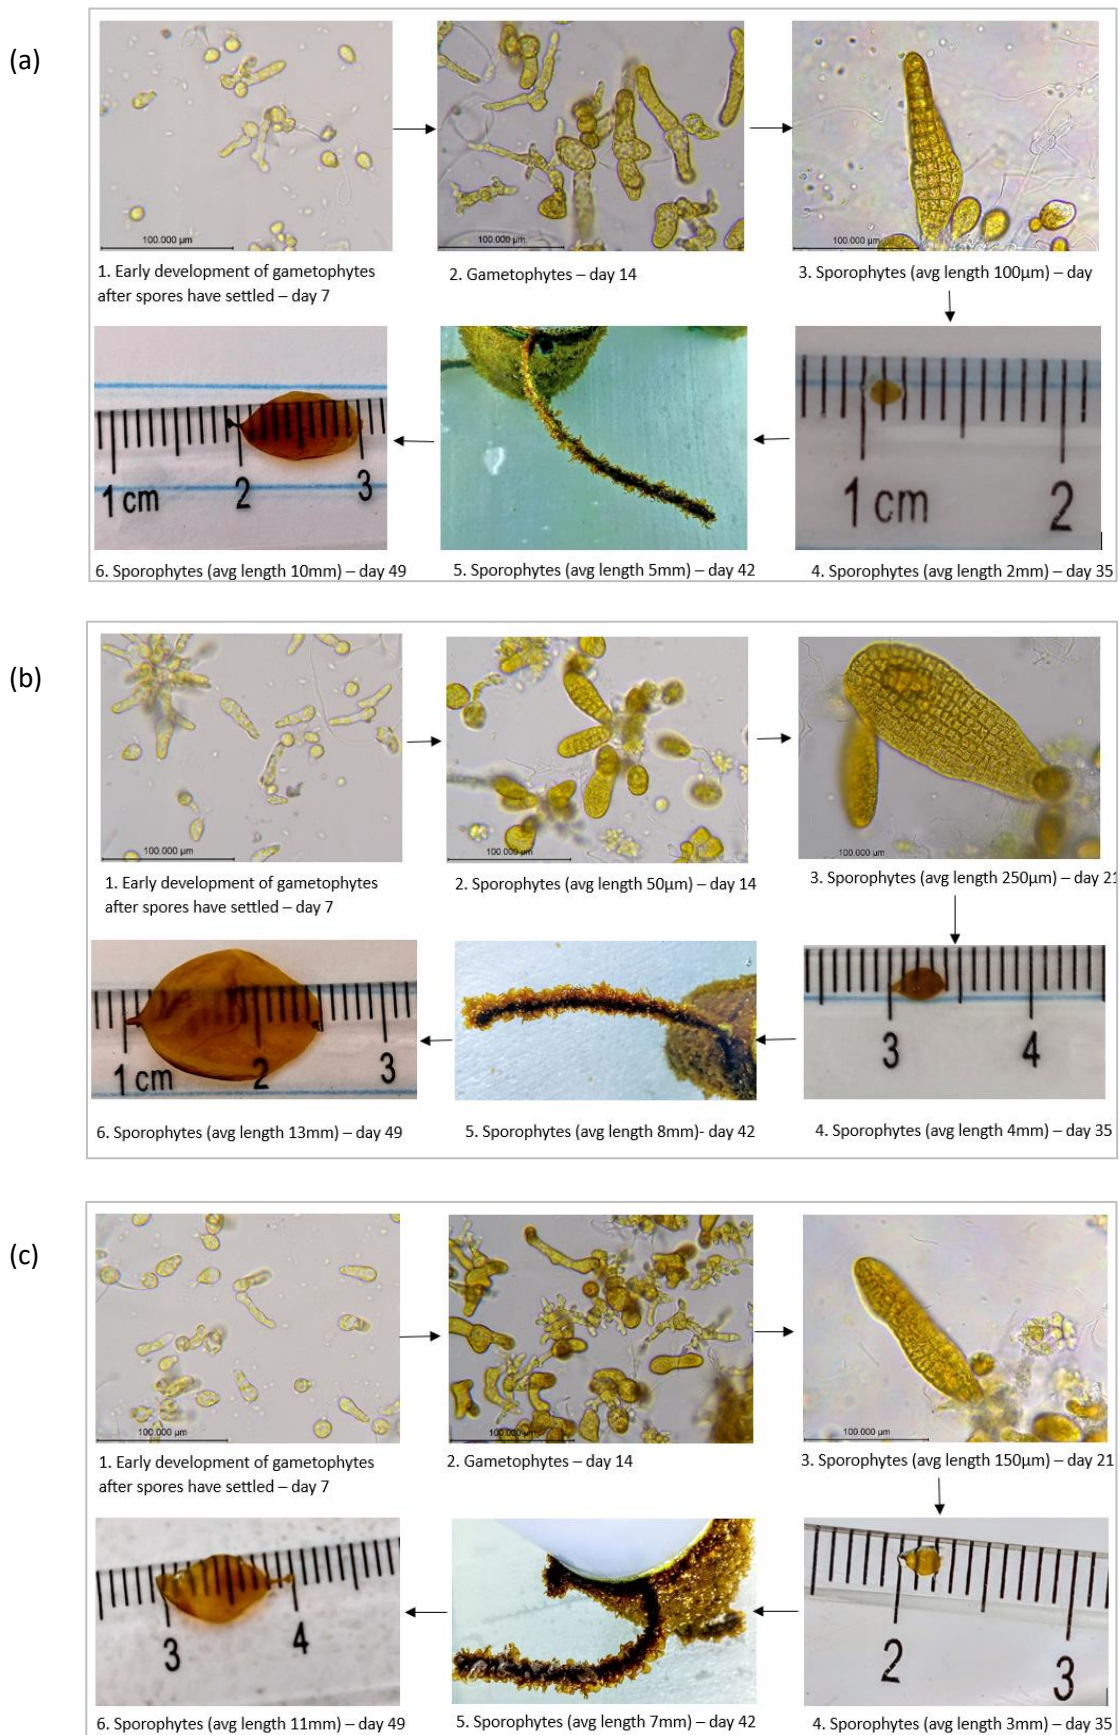 (a)
100.000 µm
100.000 µm
100.000 µm
1. Early development of gametophytes
after spores have settled – day 7
2. Gametophytes – day 14
3. Sporophytes (avg length 100µm) – day
1 cm 2 3
1 cm 2
6. Sporophytes (avg length 10mm) – day 49
5. Sporophytes (avg length 5mm) – day 42
4. Sporophytes (avg length 2mm) – day 35
(b)
100.000 µm
100.000 µm
100.000 µm
1. Early development of gametophytes
after spores have settled – day 7
2. Sporophytes (avg length 50µm) – day 14
3. Sporophytes (avg length 250µm) – day 21
1 cm 2 3
3 4
6. Sporophytes (avg length 13mm) – day 49
5. Sporophytes (avg length 8mm)- day 42
4. Sporophytes (avg length 4mm) – day 35
(c)
100.000 µm
100.000 µm
100.000 µm
1. Early development of gametophytes
after spores have settled – day 7
2. Gametophytes – day 14
3. Sporophytes (avg length 150µm) – day 21
3 4
2 3
6. Sporophytes (avg length 11mm) – day 49
5. Sporophytes (avg length 7mm) – day 42
4. Sporophytes (avg length 3mm) – day 35